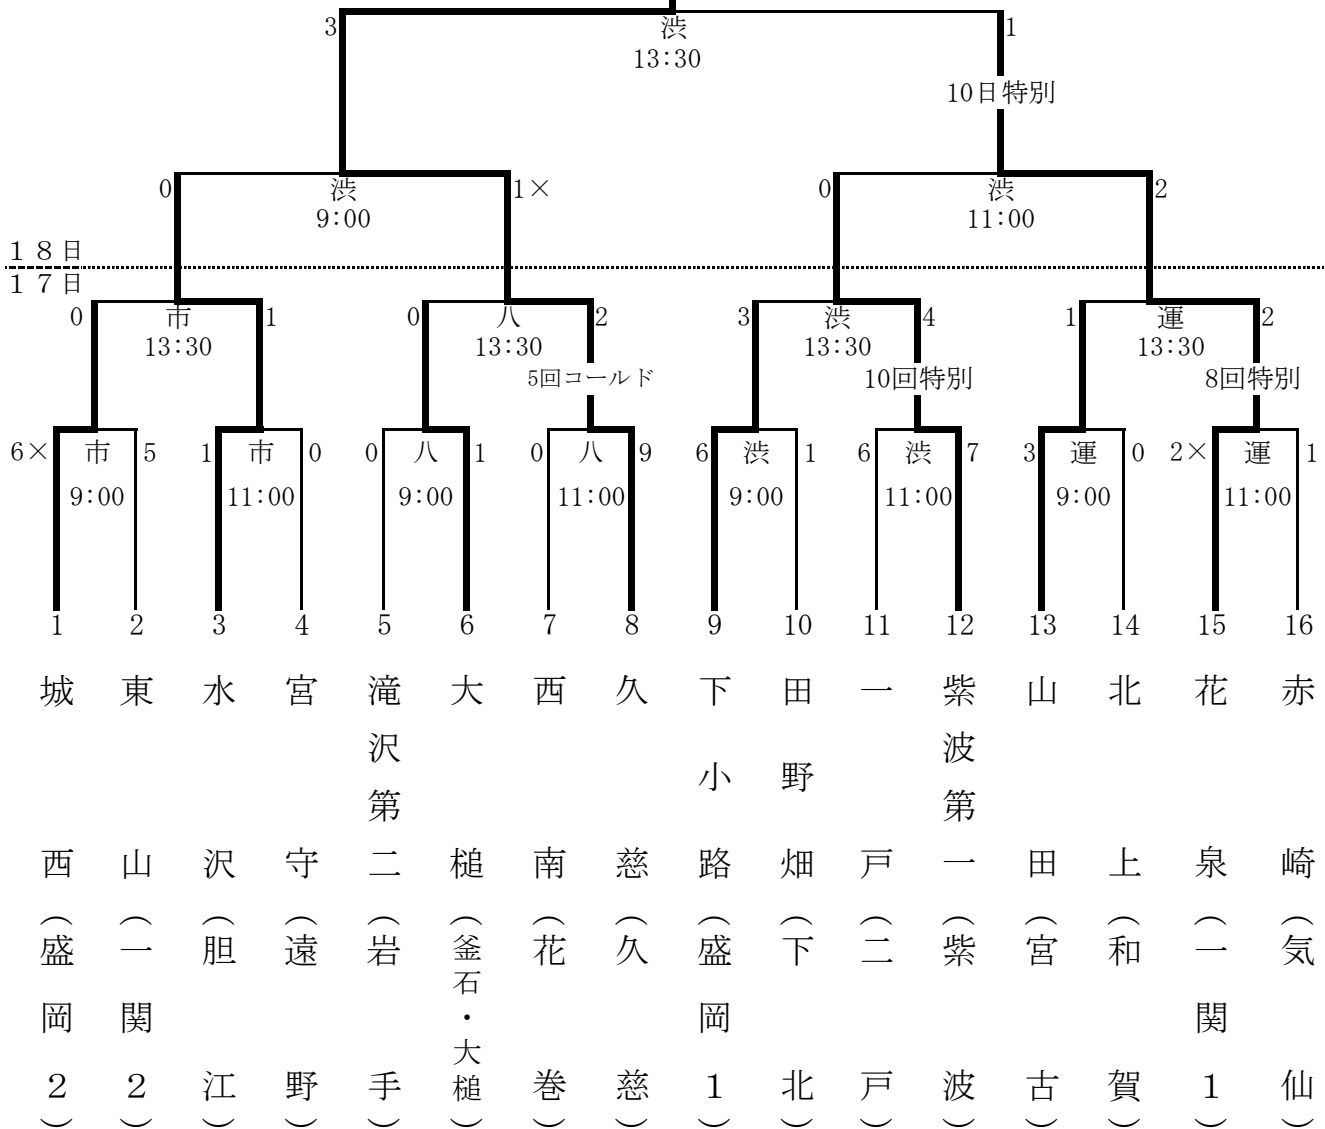 3 渋 1
13:30
10日特別
0 渋 1× 0 渋 2
9:00 11:00
18日
17日
0 市 1 0 八 2 3 渋 4 1 運 2
13:30 13:30 13:30 13:30
5回コールド 10回特別 8回特別
6× 市 5 1 市 0 0 八 1 0 八 9 6 渋 1 6 渋 7 3 運 0 2× 運 1
9:00 11:00 9:00 11:00 9:00 11:00 9:00 11:00
1 2 3 4 5 6 7 8 9 10 11 12 13 14 15 16
城西(盛岡2)
東山(一関2)
水沢(胆江)
宮守(遠野)
滝沢第二(岩手)
大槌(釜石・大槌)
西南(花巻)
久慈(久慈)
下小路(盛岡1)
田野畑(下北)
一戸(二戸)
紫波第一(紫波)
山田(宮古)
北上(和賀)
花泉(一関1)
赤崎(気仙)